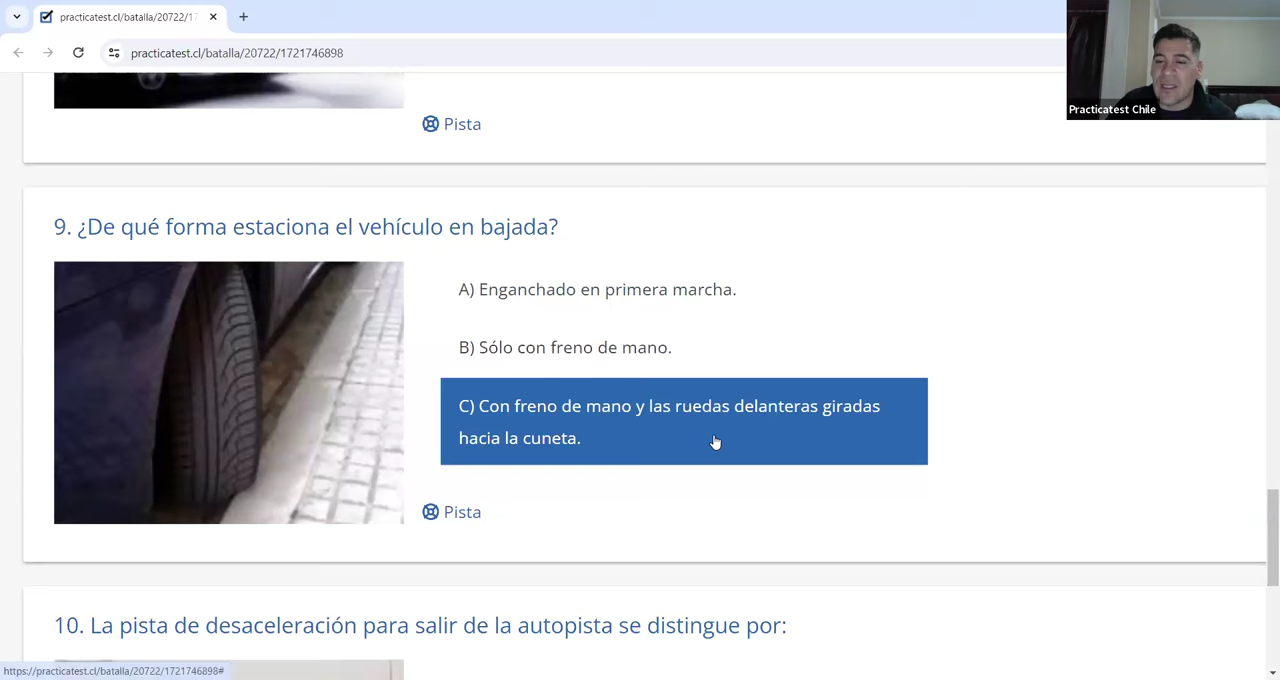 practicatest.cl/batalla/20722/17
practicatest.cl/batalla/20722/1721746898
Practicatest Chile
Pista
9. ¿De qué forma estaciona el vehículo en bajada?
A) Enganchado en primera marcha.
B) Sólo con freno de mano.
C) Con freno de mano y las ruedas delanteras giradas
hacia la cuneta.
Pista
10. La pista de desaceleración para salir de la autopista se distingue por:
https://practicatest.cl/batalla/20722/1721746898#